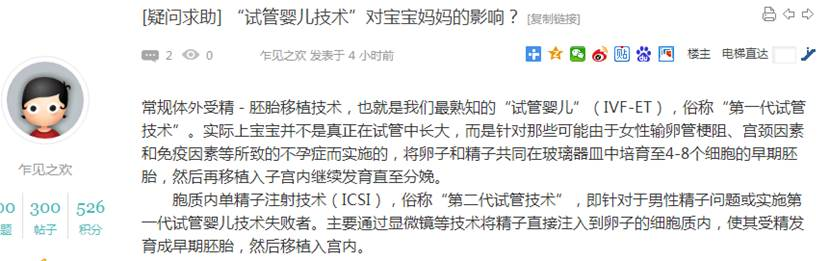 [疑问求助] “试管婴儿技术”对宝宝妈妈的影响？ [复制链接]
2 0 乍见之欢 发表于 4 小时前 贴 楼主 电梯直达
常规体外受精－胚胎移植技术，也就是我们最熟知的“试管婴儿”（IVF-ET），俗称“第一代试管
技术”。实际上宝宝并不是真正在试管中长大，而是针对那些可能由于女性输卵管梗阻、宫颈因素
和免疫因素等所致的不孕症而实施的，将卵子和精子共同在玻璃器皿中培育至4-8个细胞的早期胚
胎，然后再移植入子宫内继续发育直至分娩。
胞质内单精子注射技术（ICSI），俗称“第二代试管技术”，即针对于男性精子问题或实施第
一代试管婴儿技术失败者。主要通过显微镜等技术将精子直接注入到卵子的细胞质内，使其受精发
育成早期胚胎，然后移植入宫内。
乍见之欢
00 300 526
题 帖子 积分